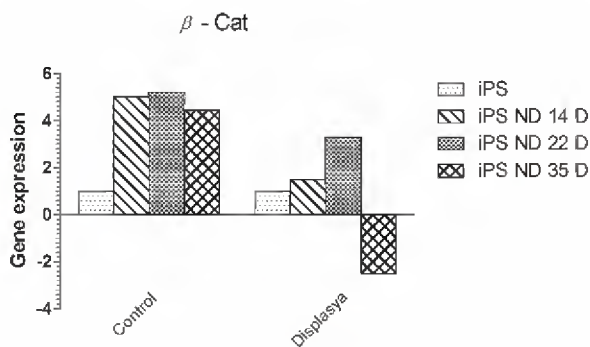 β - Cat
Gene expression
6
4
2
0
-2
-4
Control
Displasya
iPS
iPS ND 14 D
iPS ND 22 D
iPS ND 35 D